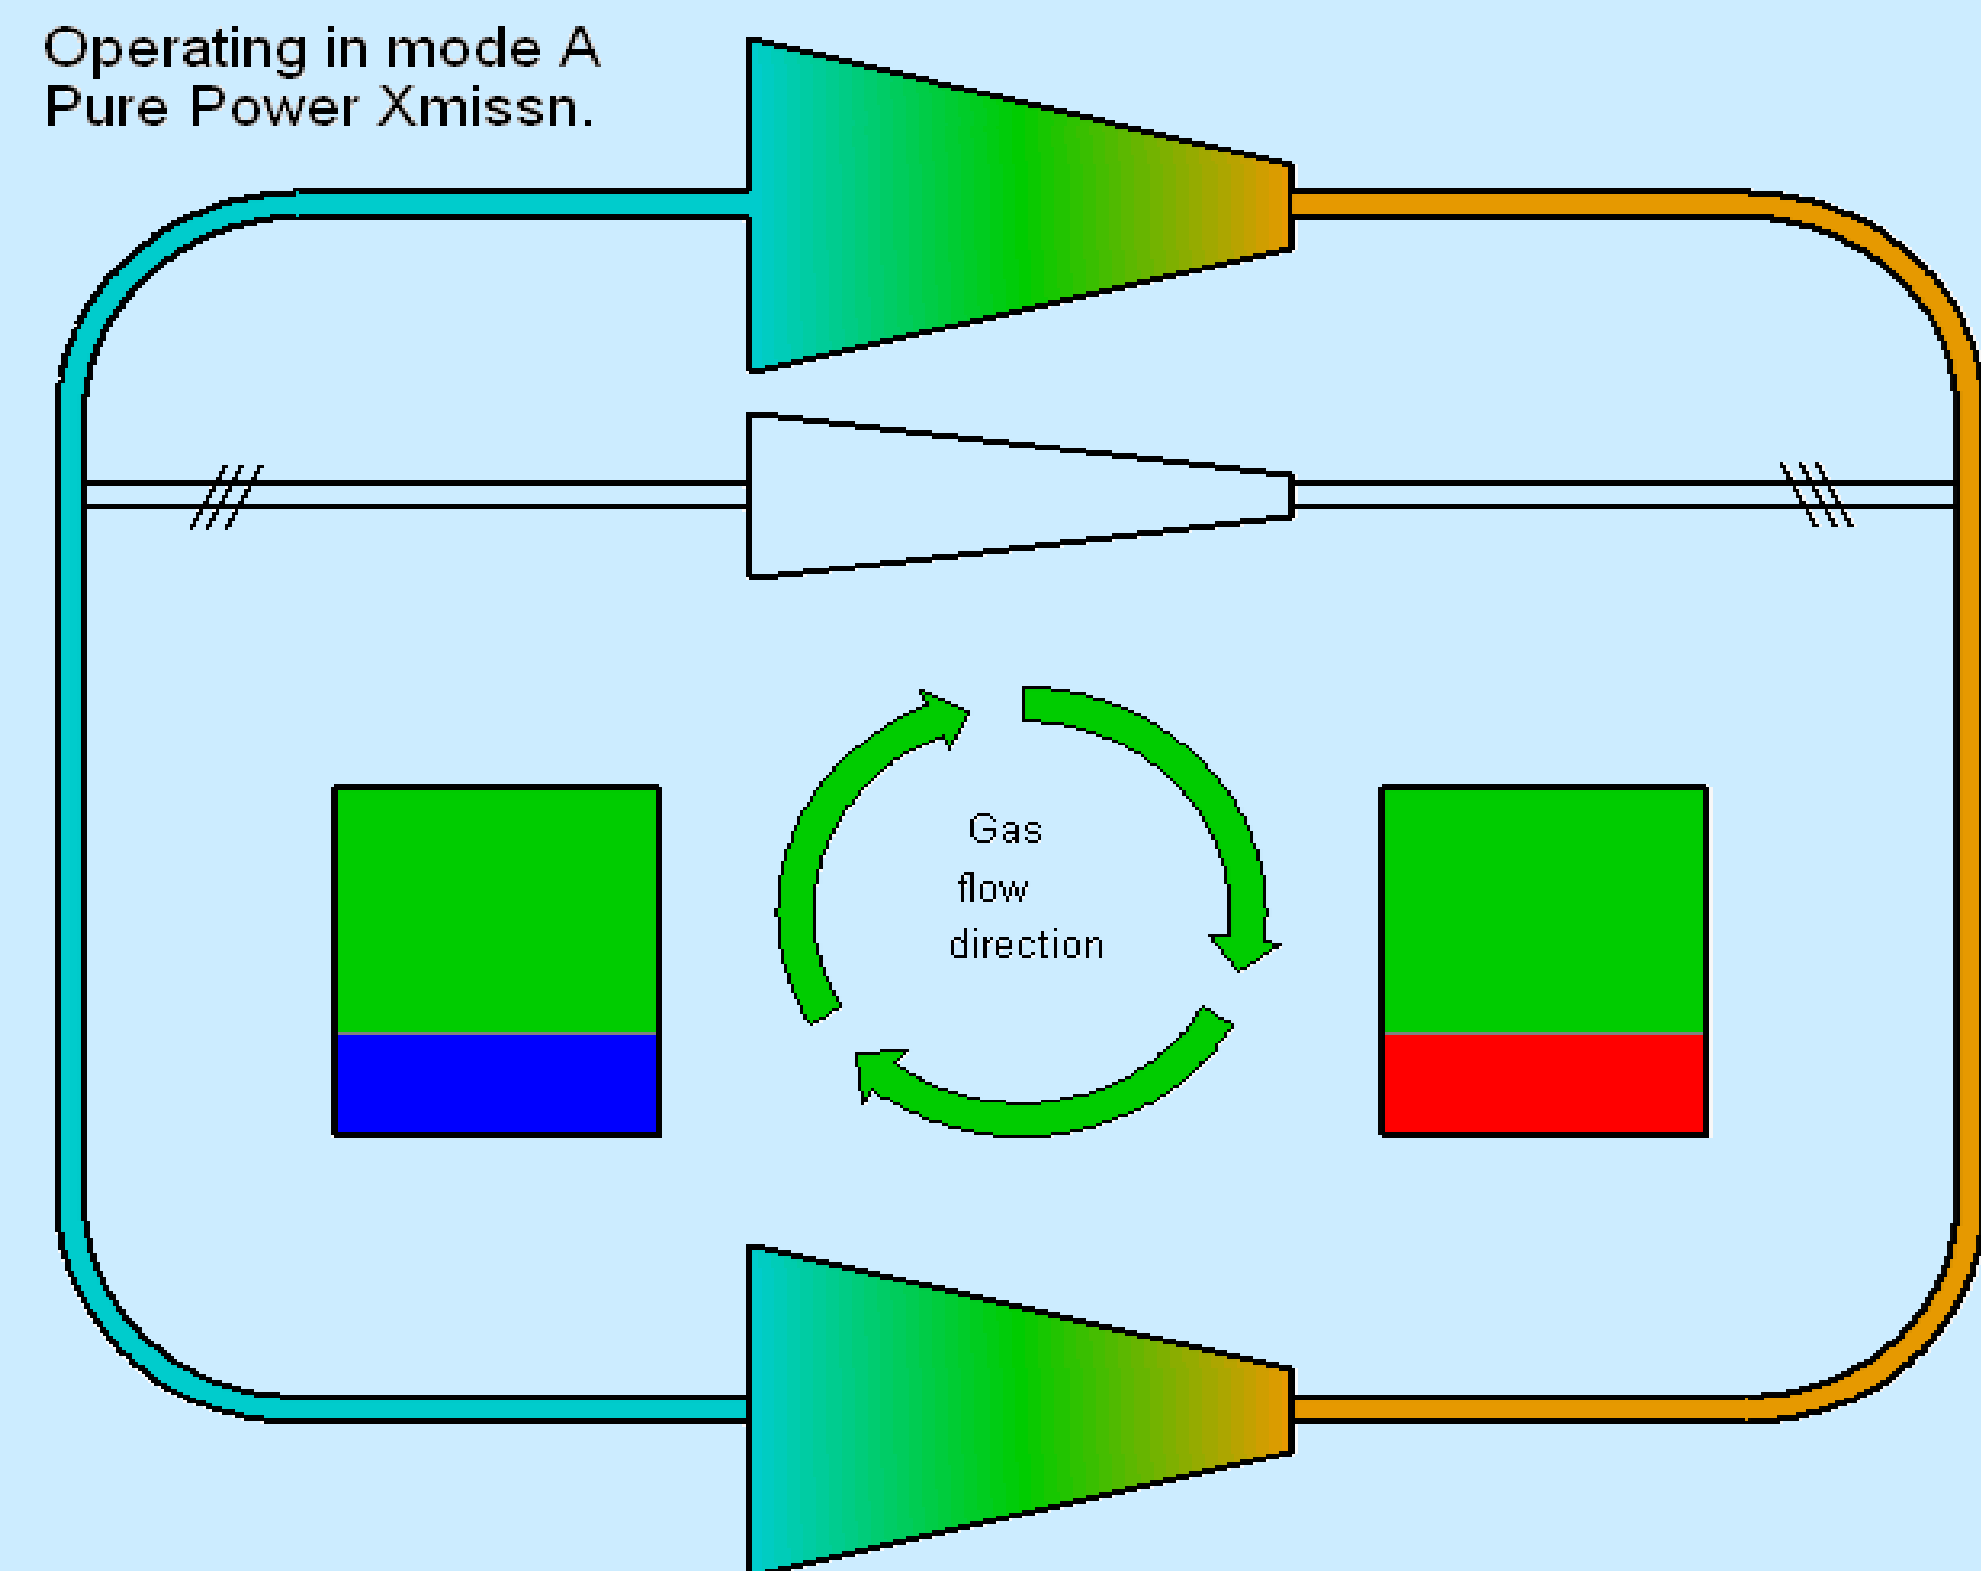 Operating in mode A
Pure Power Xmissn.
Gas
flow
direction